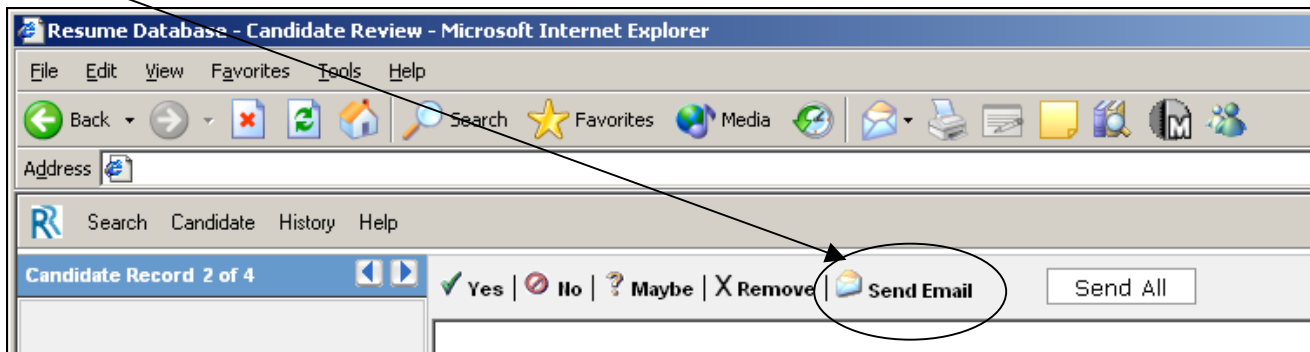 Resume Database - Candidate Review - Microsoft Internet Explorer
File Edit View Favorites Tools Help
Back Search Favorites Media
Address
R Search Candidate History Help
Candidate Record 2 of 4
Yes | No | ? Maybe | X Remove | Send Email Send All